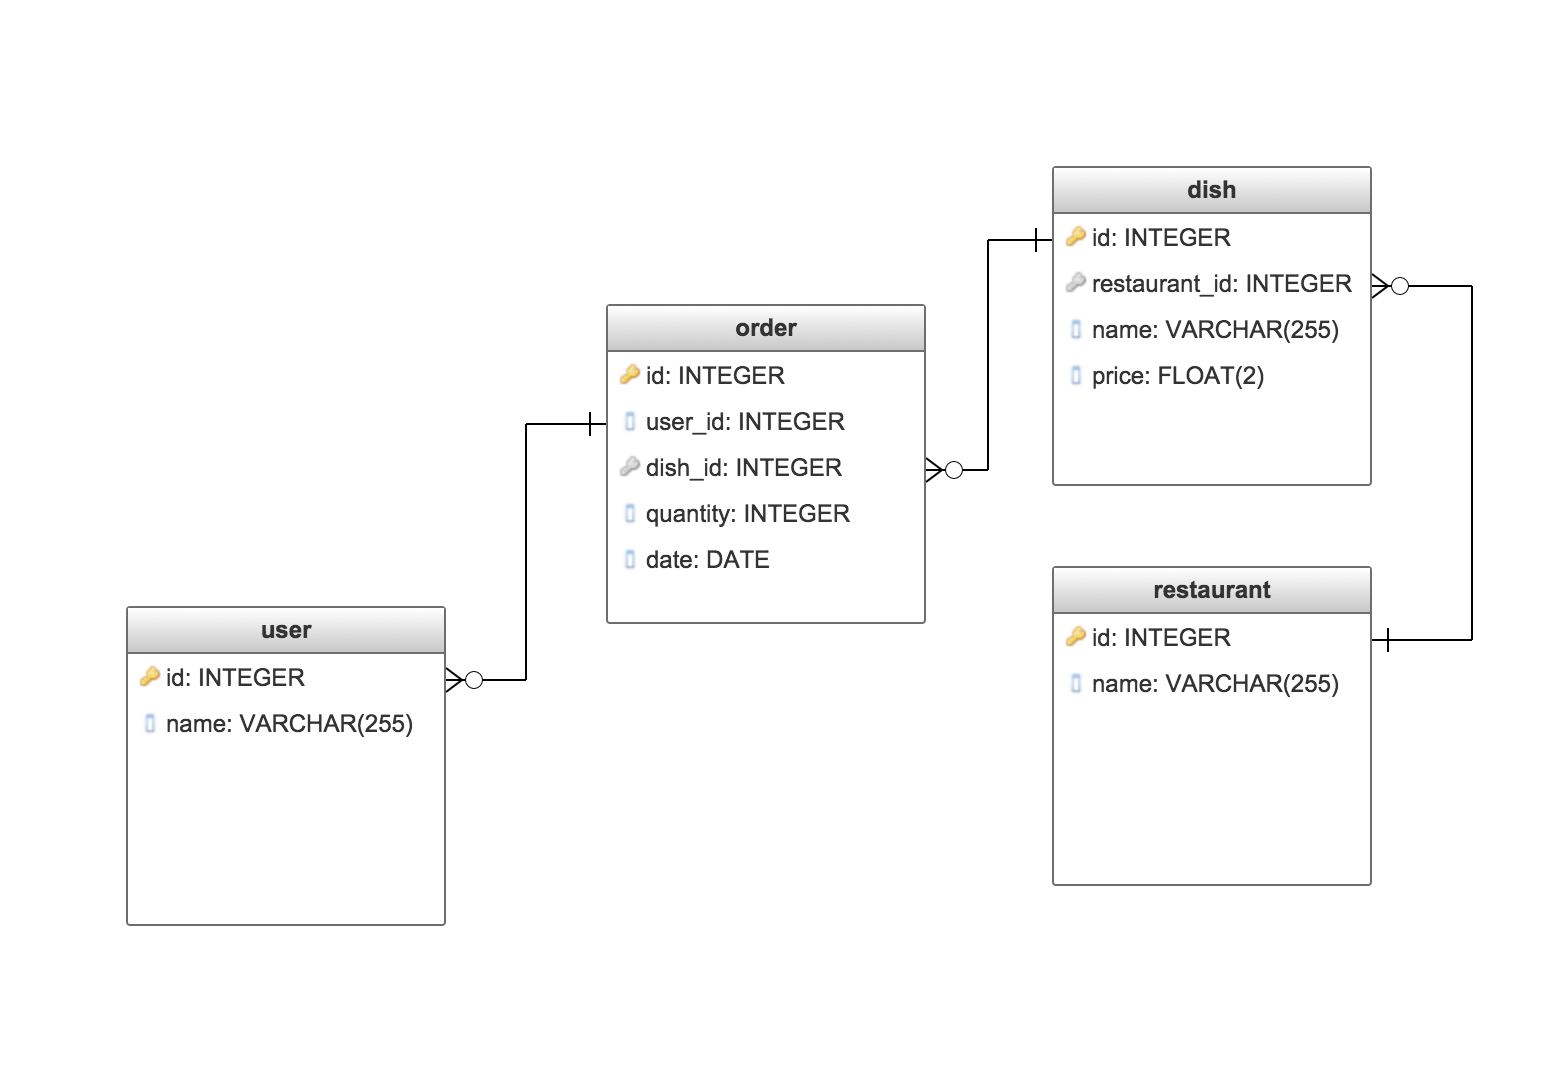 dish
id: INTEGER
restaurant_id: INTEGER
name: VARCHAR(255)
price: FLOAT(2)
order
id: INTEGER
user_id: INTEGER
dish_id: INTEGER
quantity: INTEGER
date: DATE
restaurant
id: INTEGER
name: VARCHAR(255)
user
id: INTEGER
name: VARCHAR(255)